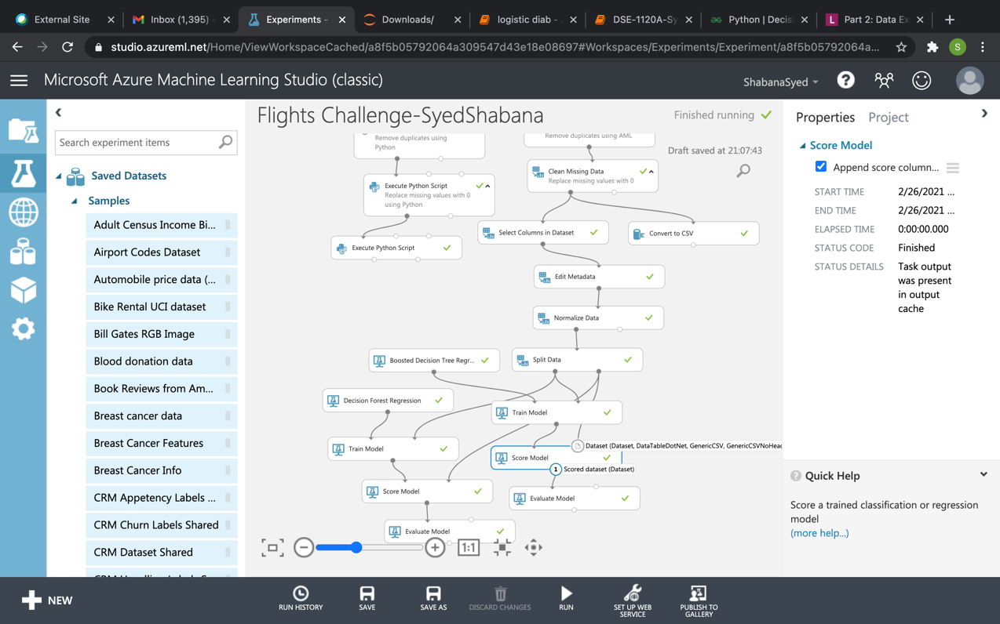 External Site
Inbox (1,395) -
Experiments -
Downloads/
logistic diab -
DSE-1120A-Sy
Python | Decis
Part 2: Data Ex
studio.azureml.net/Home/ViewWorkspaceCached/a8f5b05792064a309547d43e18e08697#Workspaces/Experiments/Experiment/a8f5b05792064a...
S
Microsoft Azure Machine Learning Studio (classic)
ShabanaSyed
Search experiment items
Saved Datasets
Samples
Adult Census Income Bi...
Airport Codes Dataset
Automobile price data (...
Bike Rental UCI dataset
Bill Gates RGB Image
Blood donation data
Book Reviews from Am...
Breast cancer data
Breast Cancer Features
Breast Cancer Info
CRM Appetency Labels ...
CRM Churn Labels Shared
CRM Dataset Shared
Flights Challenge-SyedShabana
Finished running
Draft saved at 21:07:43
Remove duplicates using
Python
Remove duplicates using AML
Execute Python Script
Reolace missing values with 0
using Python
Clean Missing Data
Replace missing values with 0
Execute Python Script
Select Columns in Dataset
Convert to CSV
Edit Metadata
Normalize Data
Boosted Decision Tree Regr...
Split Data
Decision Forest Regression
Train Model
Train Model
Dataset (Dataset, DataTableDotNet, GenericCSV, GenericCSVNoHead
Score Model
1 Scored dataset (Dataset)
Score Model
Evaluate Model
Evaluate Model
1:1
Properties Project
Score Model
Append score column...
START TIME 2/26/2021 ...
END TIME 2/26/2021 ...
ELAPSED TIME 0:00:00.000
STATUS CODE Finished
STATUS DETAILS Task output
was present
in output
cache
Quick Help
Score a trained classification or regression
model
(more help...)
NEW
RUN HISTORY
SAVE
SAVE AS
DISCARD CHANGES
RUN
SET UP WEB
SERVICE
PUBLISH TO
GALLERY